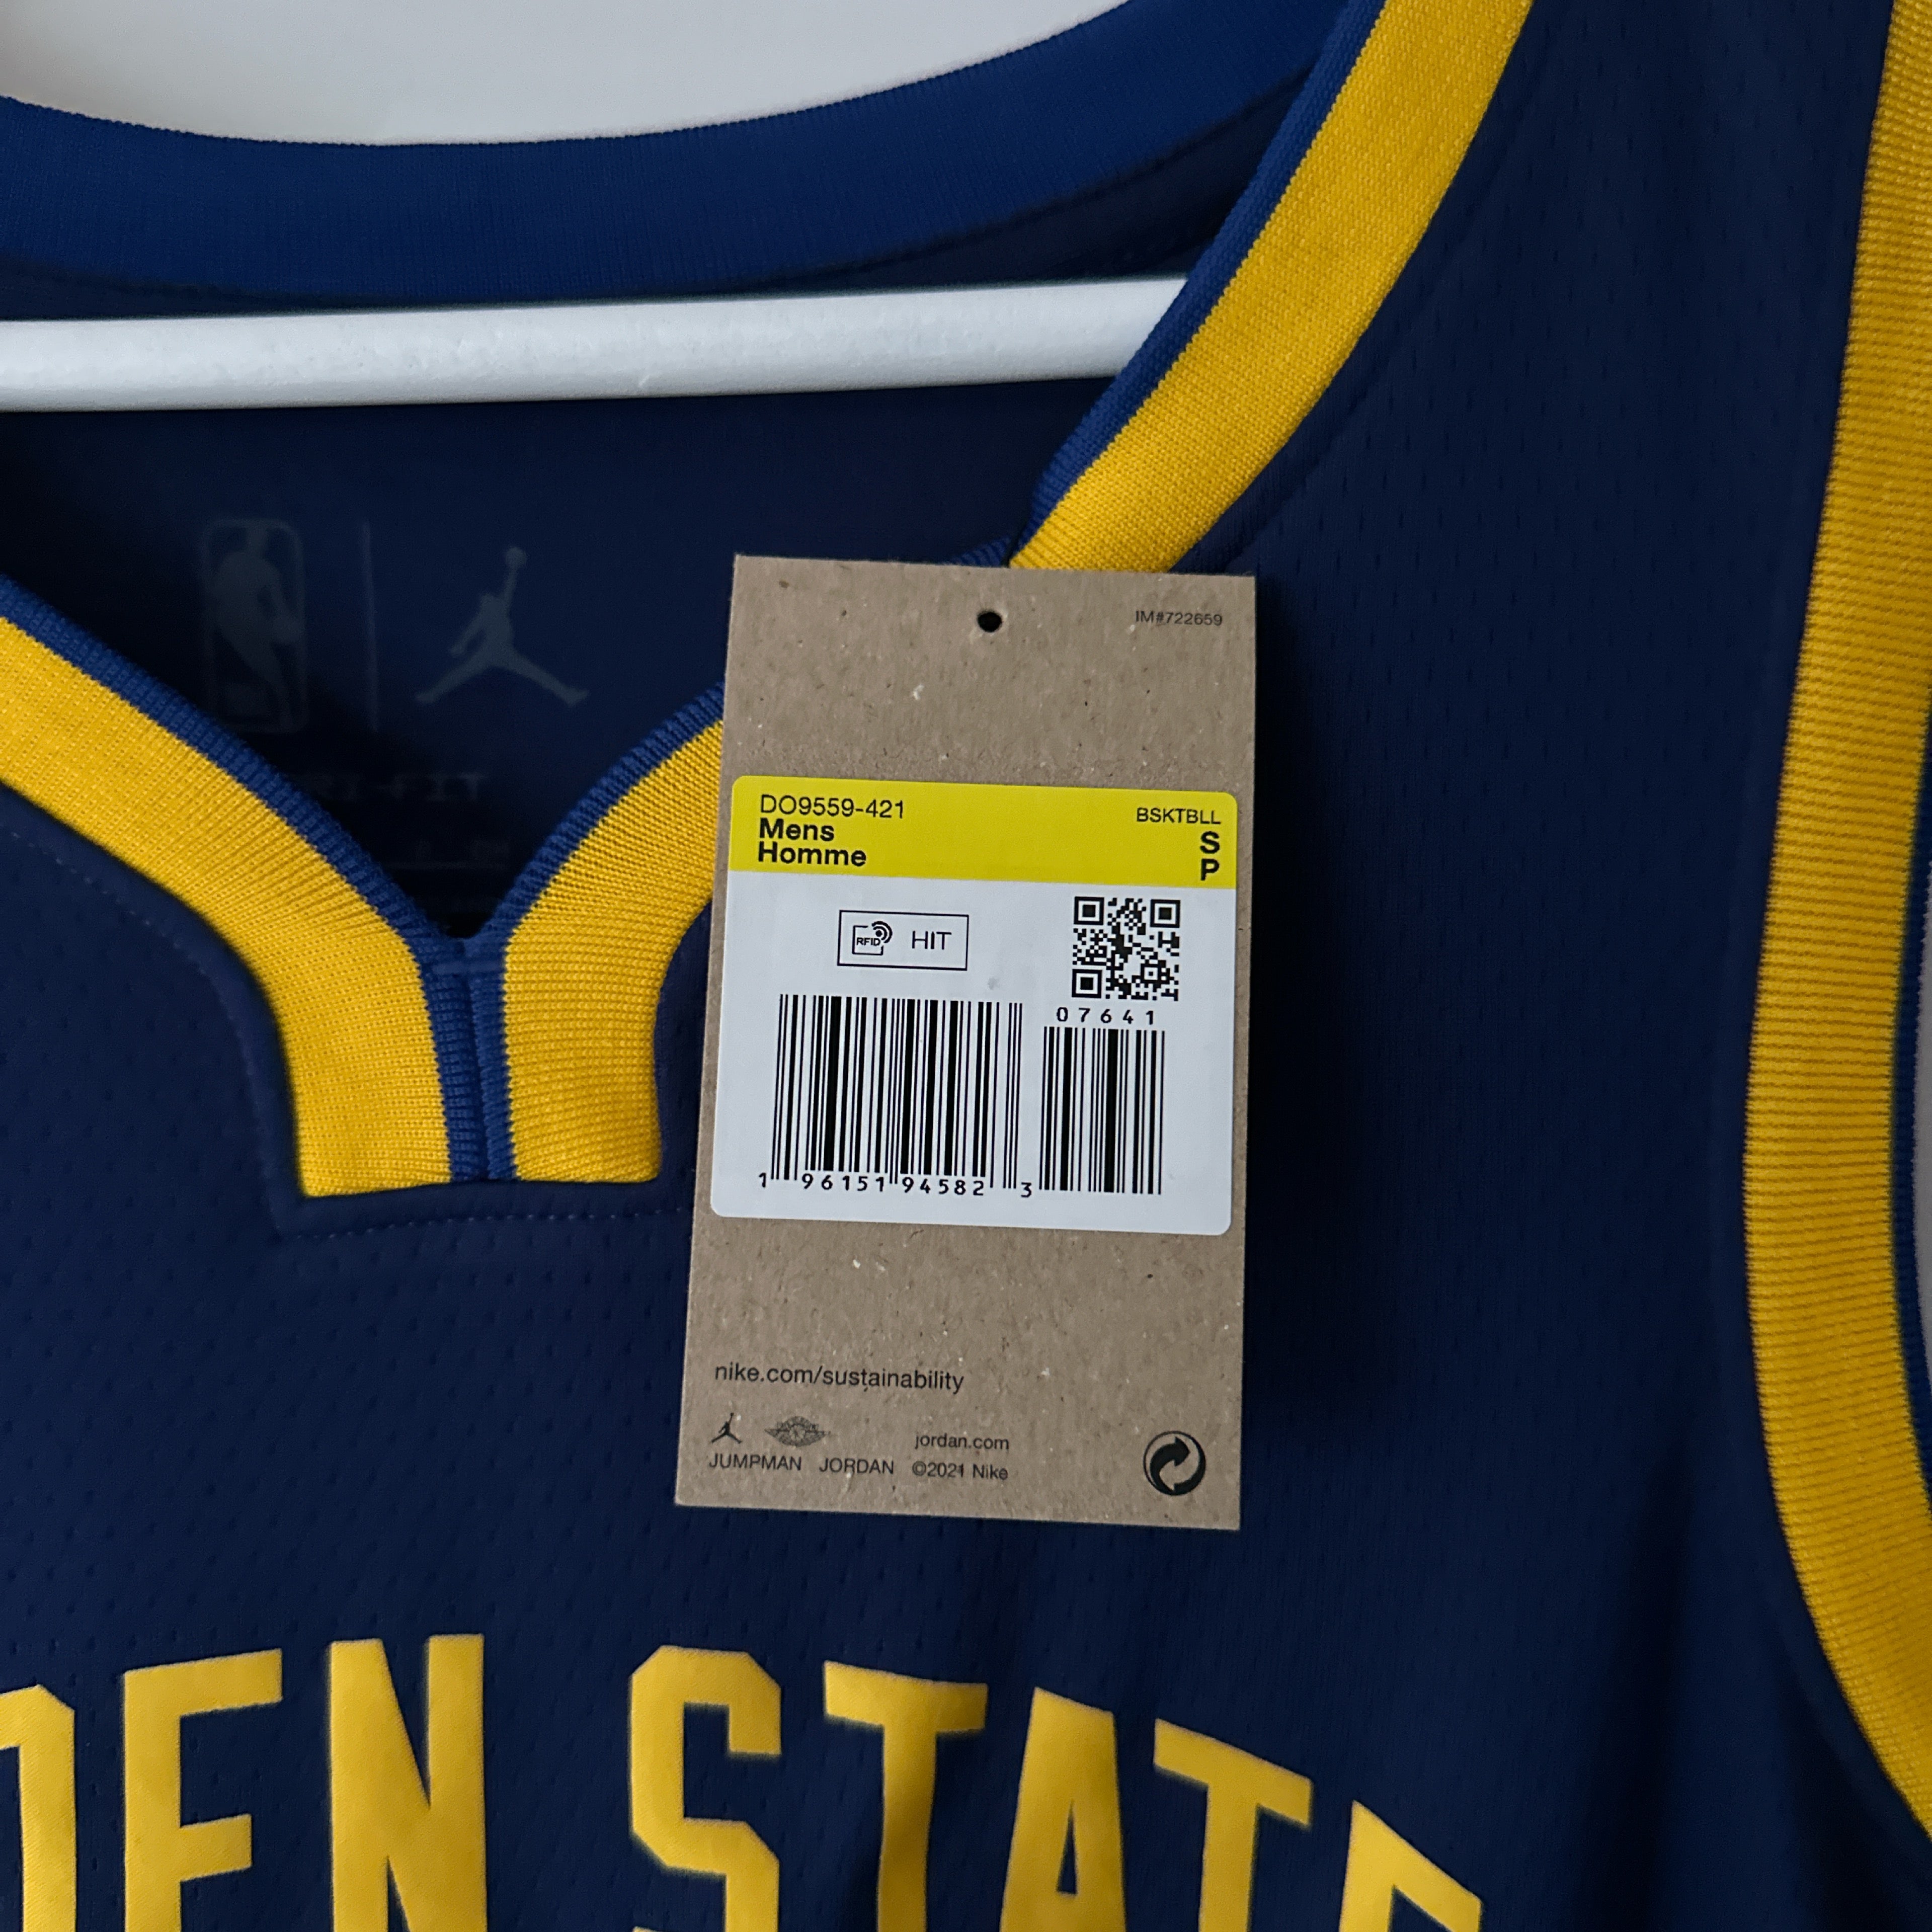 IM#722659
DO9559-421 BSKTBLL
Mens S
Homme P
RFID HIT
07641
1 96151 94582 3
nike.com/sustainability
jordan.com
JUMPMAN JORDAN ©2021 Nike
DEN STATE